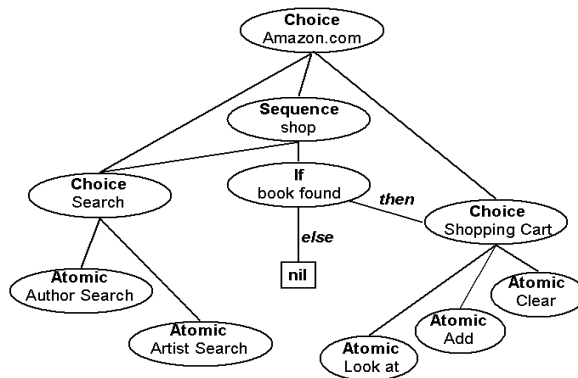 Choice
Amazon.com
Sequence
shop
Choice
Search
If
book found
then
Choice
Shopping Cart
else
nil
Atomic
Author Search
Atomic
Artist Search
Atomic
Look at
Atomic
Add
Atomic
Clear